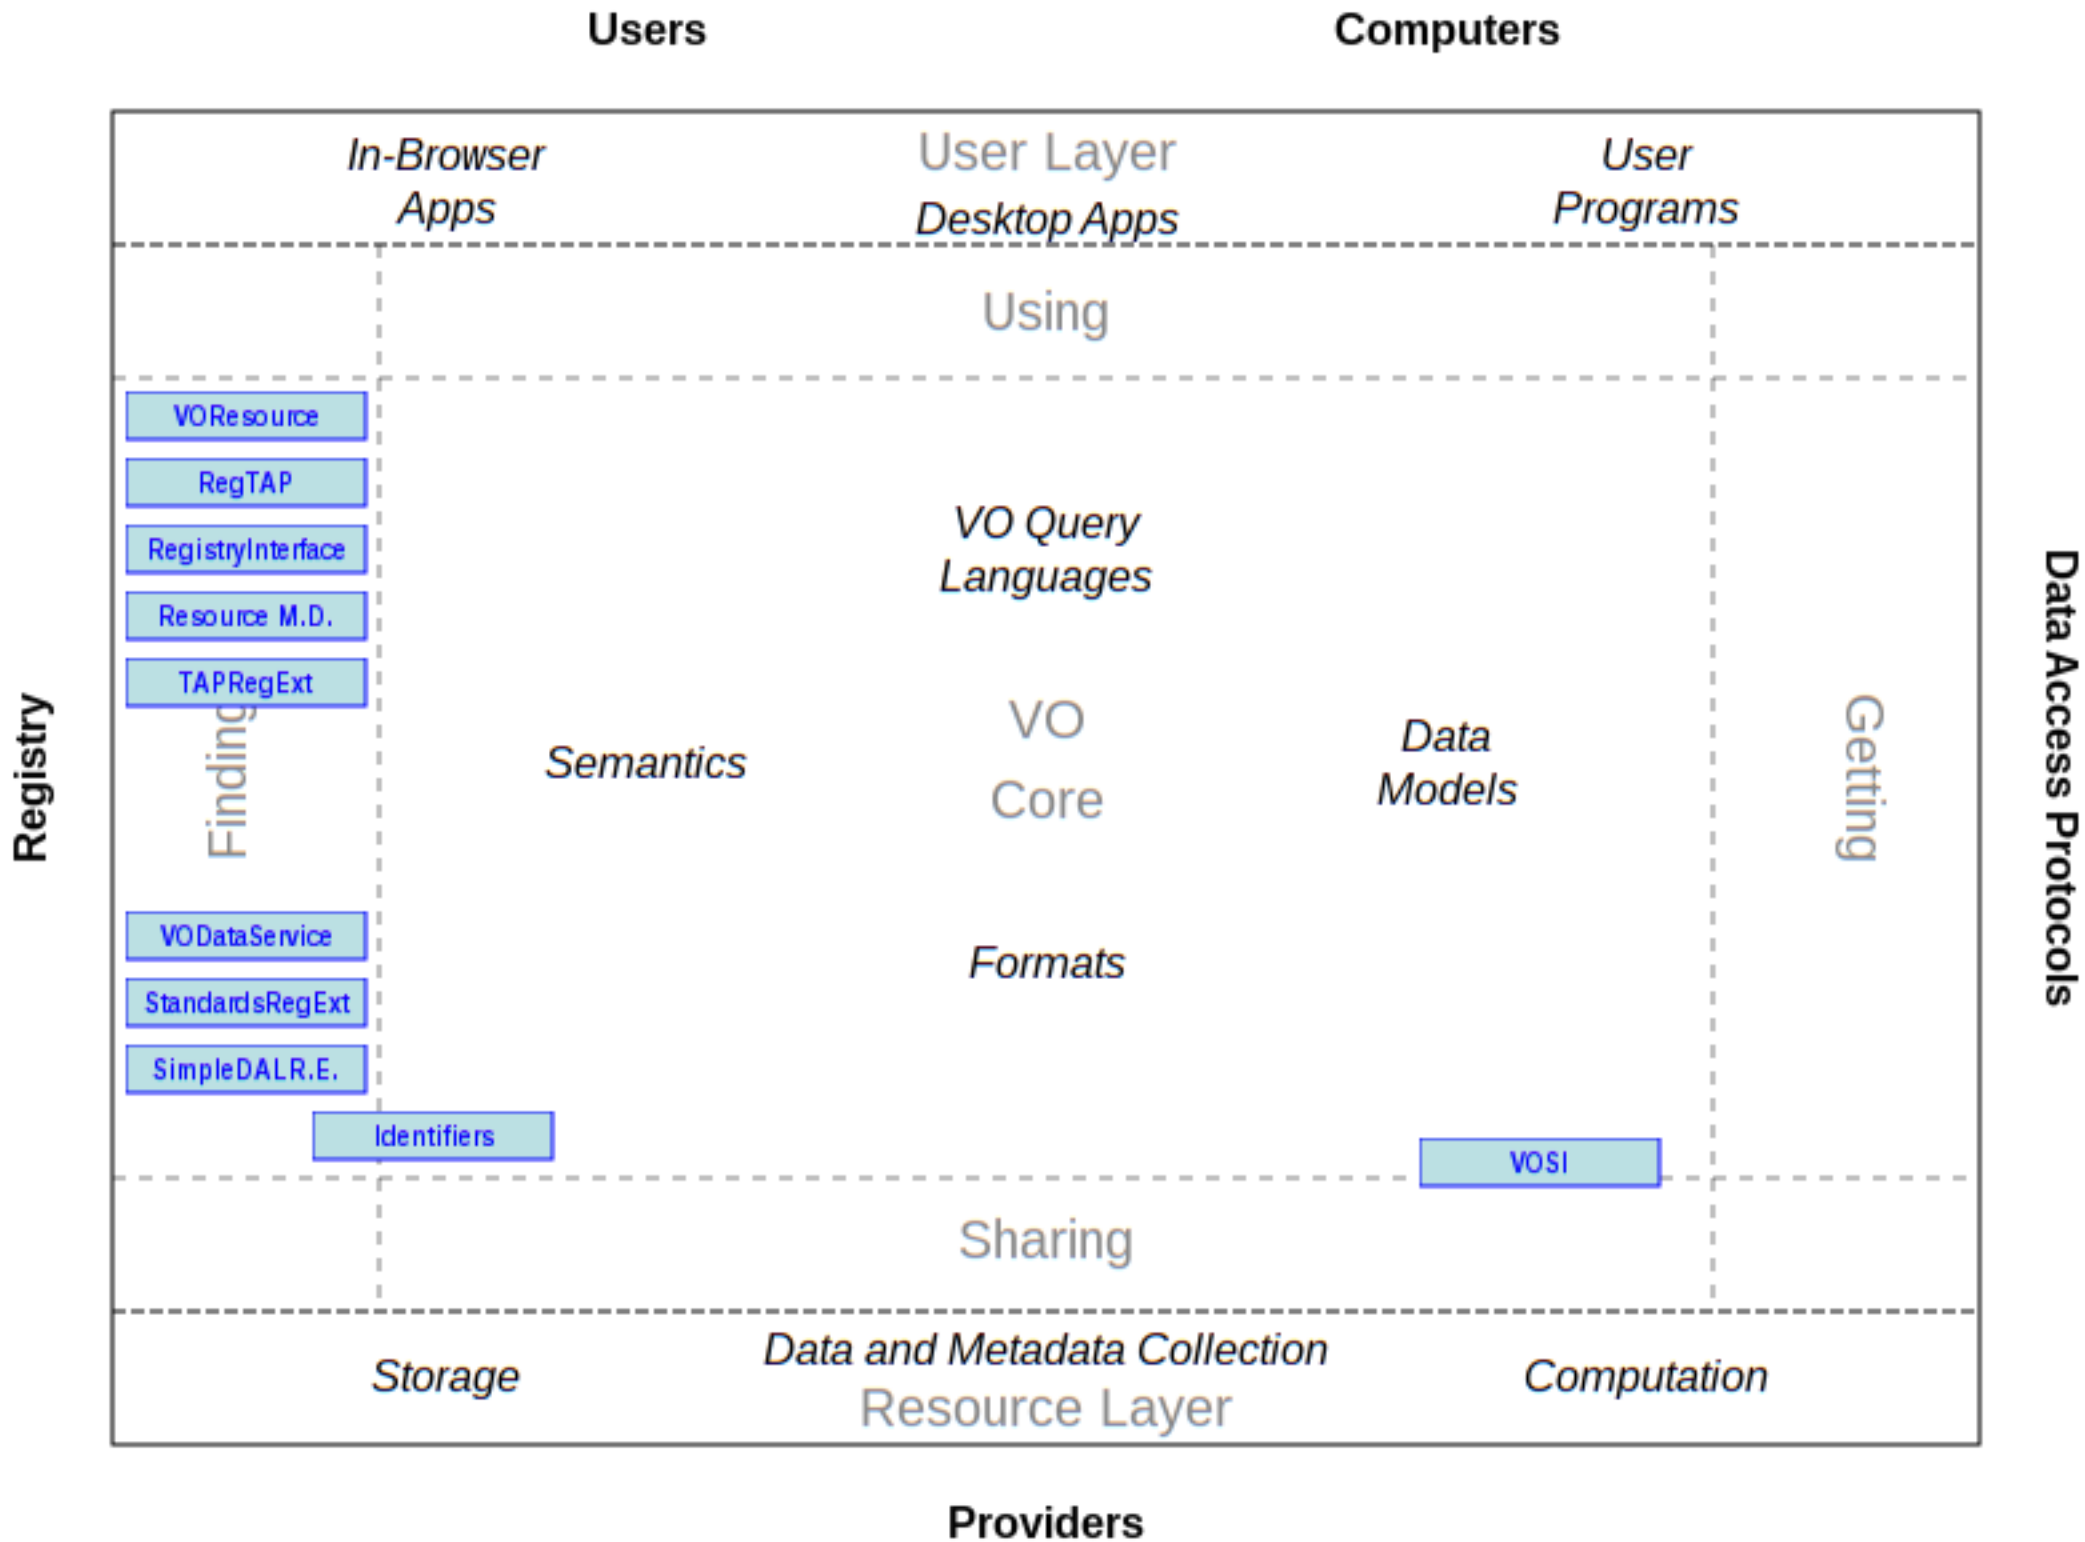 Users
Computers
In-Browser
Apps
User Layer
Desktop Apps
User
Programs
Using
VOResource
RegTAP
RegistryInterface
Resource M.D.
TAPRegExt
Finding
Registry
VO Query
Languages
Semantics
VO
Core
Data
Models
Getting
Data Access Protocols
VODataService
StandardsRegExt
SimpleDALR.E.
Formats
Identifiers
VOSI
Sharing
Storage
Data and Metadata Collection
Resource Layer
Computation
Providers